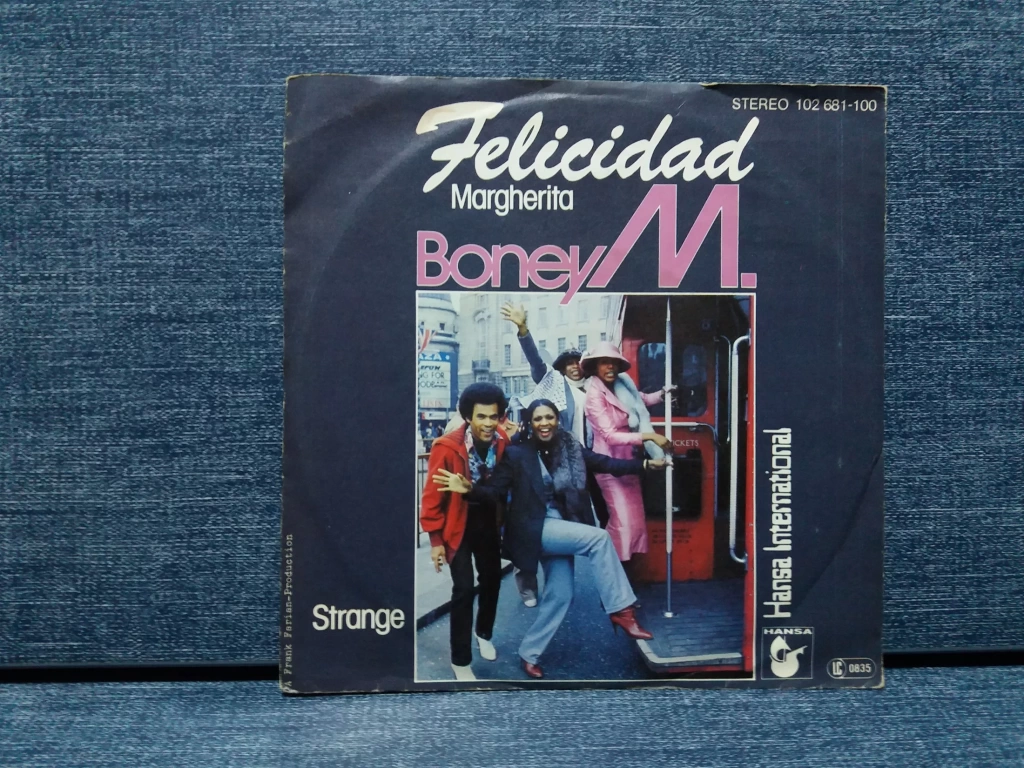 STEREO 102 681-100
Felicidad
Margherita
Boney M.
TICKETS
Strange
Hansa International
A Frank Farian-Production
HANSA
LC 0835